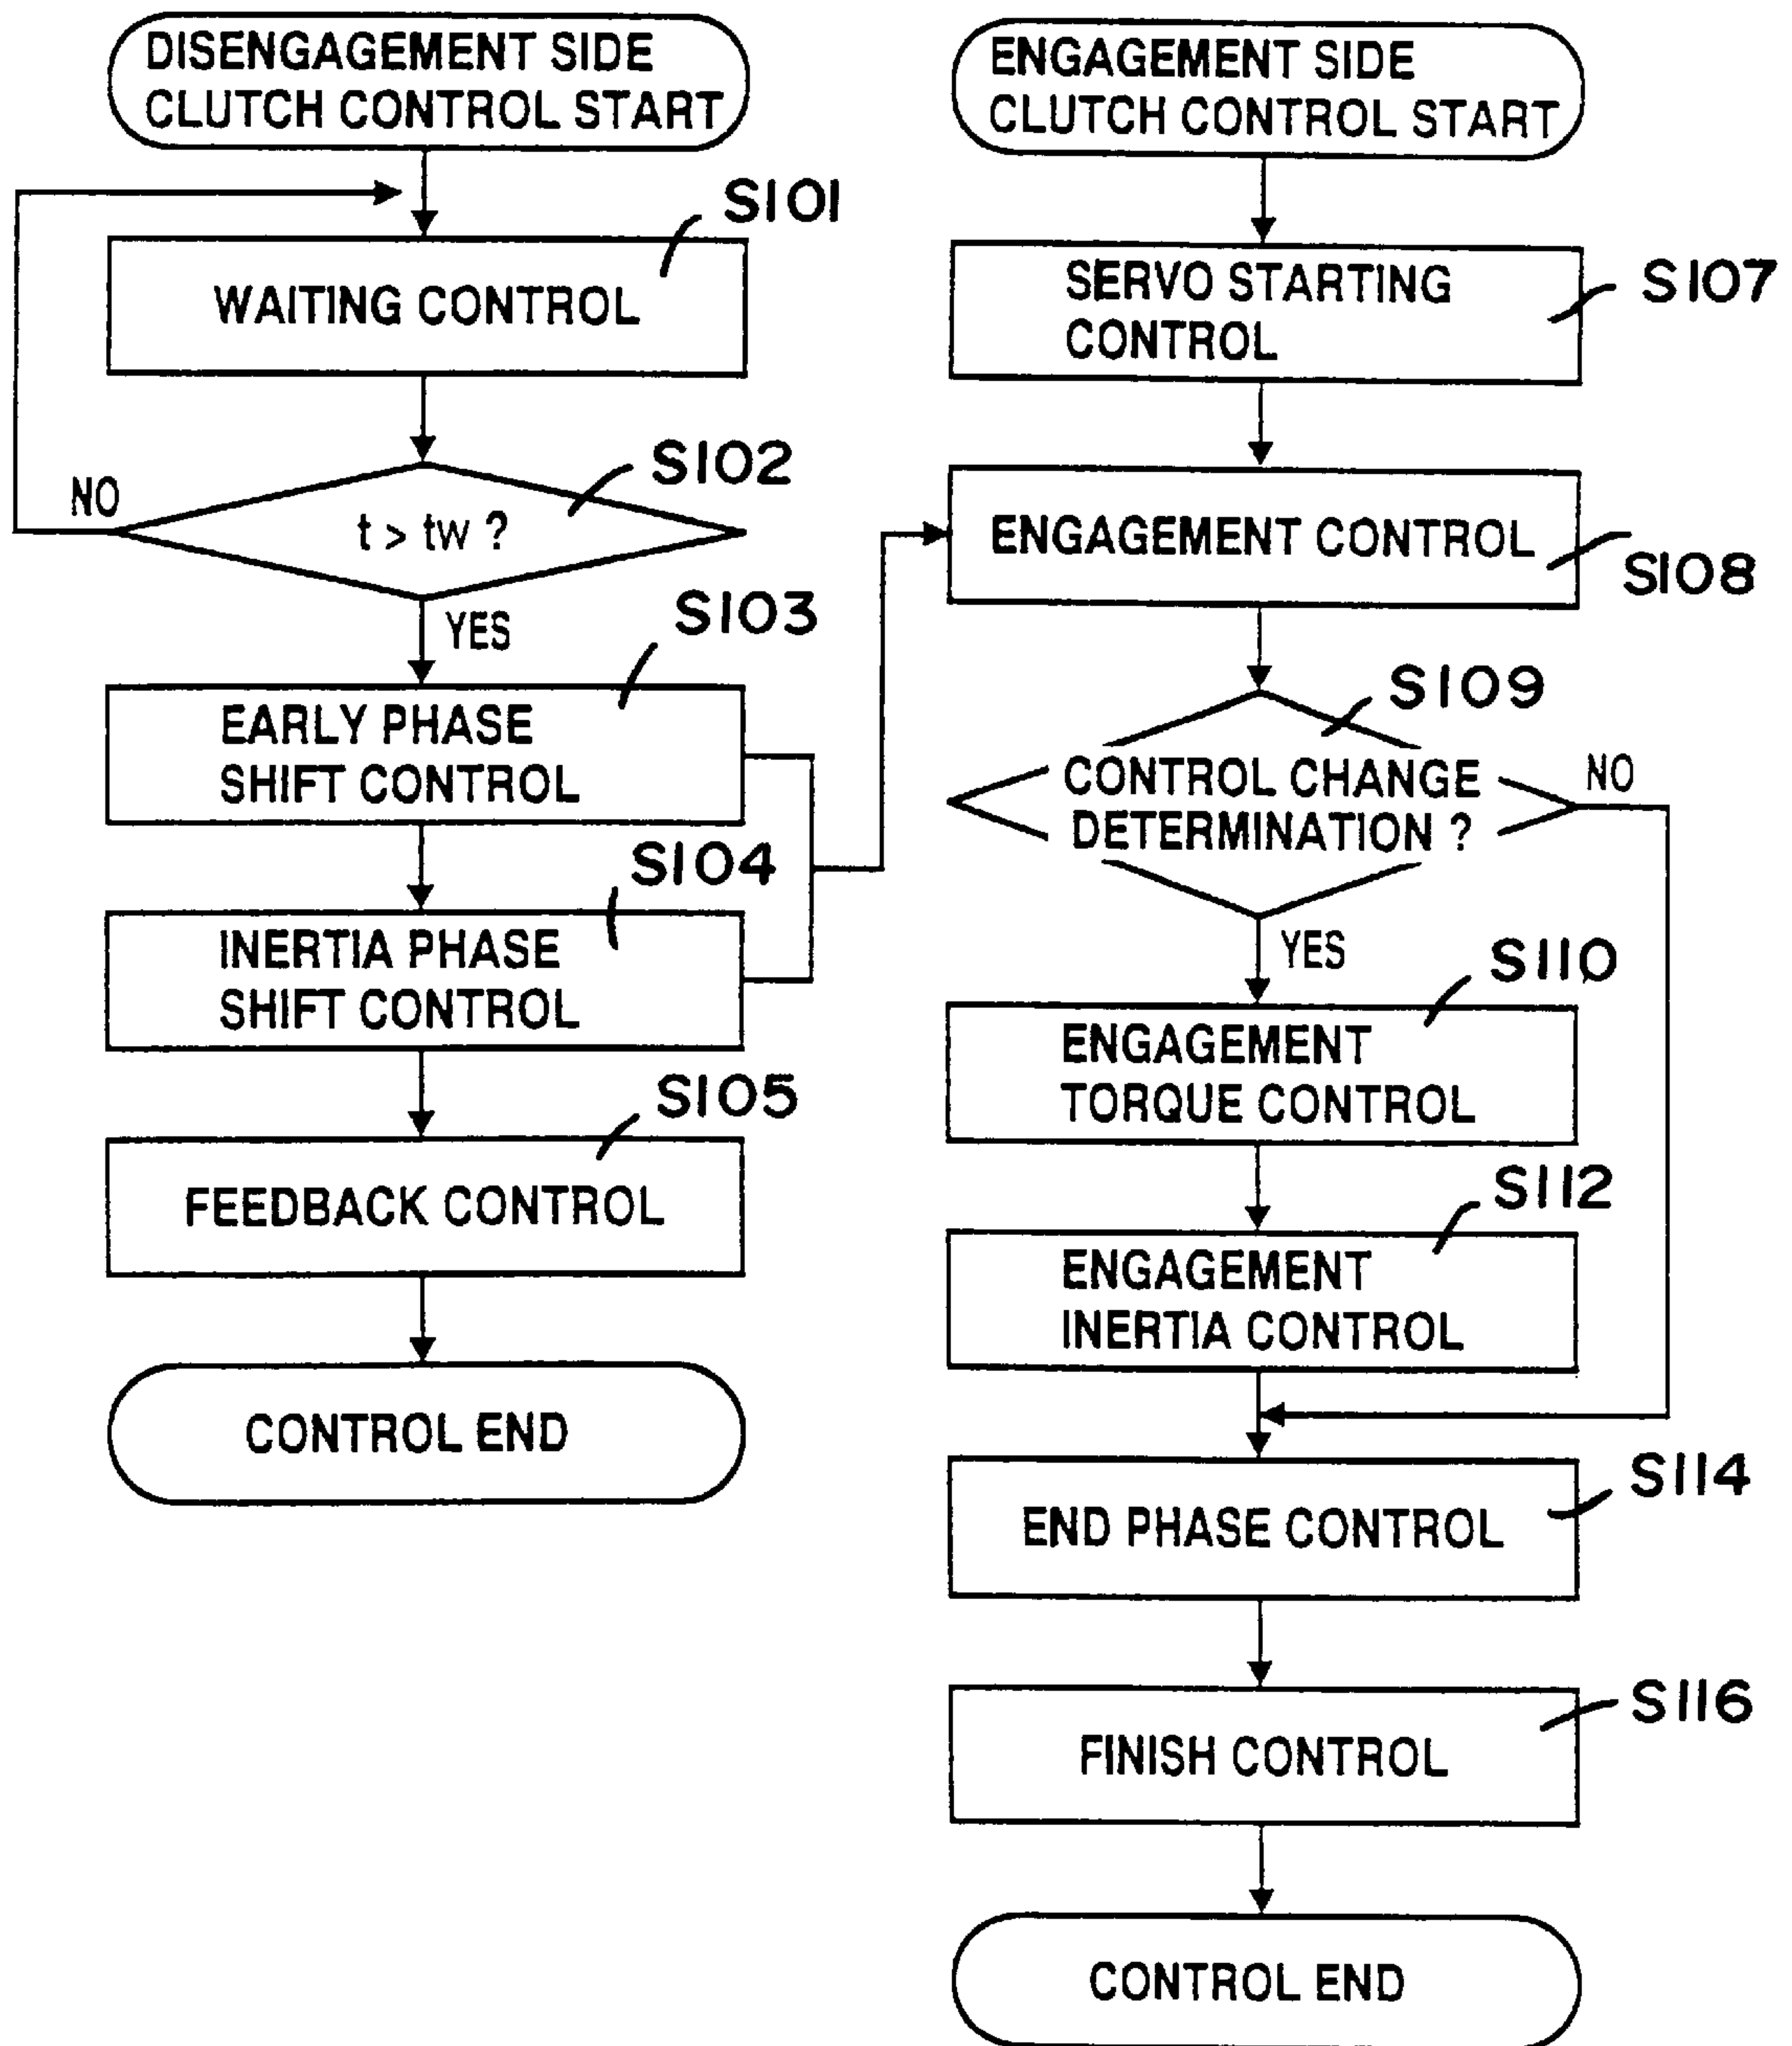 DISENGAGEMENT SIDE
CLUTCH CONTROL START
S101
WAITING CONTROL
S102
NO
t > tw ?
YES
S103
EARLY PHASE
SHIFT CONTROL
S104
INERTIA PHASE
SHIFT CONTROL
S105
FEEDBACK CONTROL
CONTROL END
ENGAGEMENT SIDE
CLUTCH CONTROL START
SERVO STARTING
CONTROL
S107
ENGAGEMENT CONTROL
S108
S109
CONTROL CHANGE
DETERMINATION ?
NO
YES
S110
ENGAGEMENT
TORQUE CONTROL
S112
ENGAGEMENT
INERTIA CONTROL
S114
END PHASE CONTROL
S116
FINISH CONTROL
CONTROL END